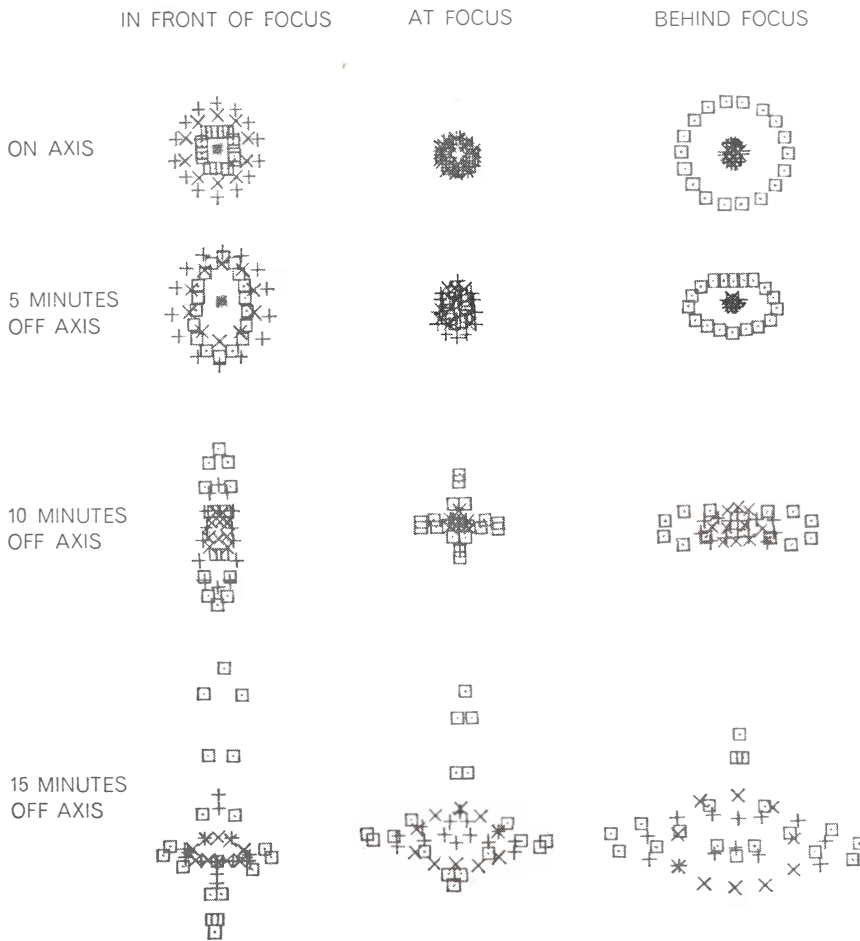 IN FRONT OF FOCUS
AT FOCUS
BEHIND FOCUS
ON AXIS
5 MINUTES
OFF AXIS
10 MINUTES
OFF AXIS
15 MINUTES
OFF AXIS